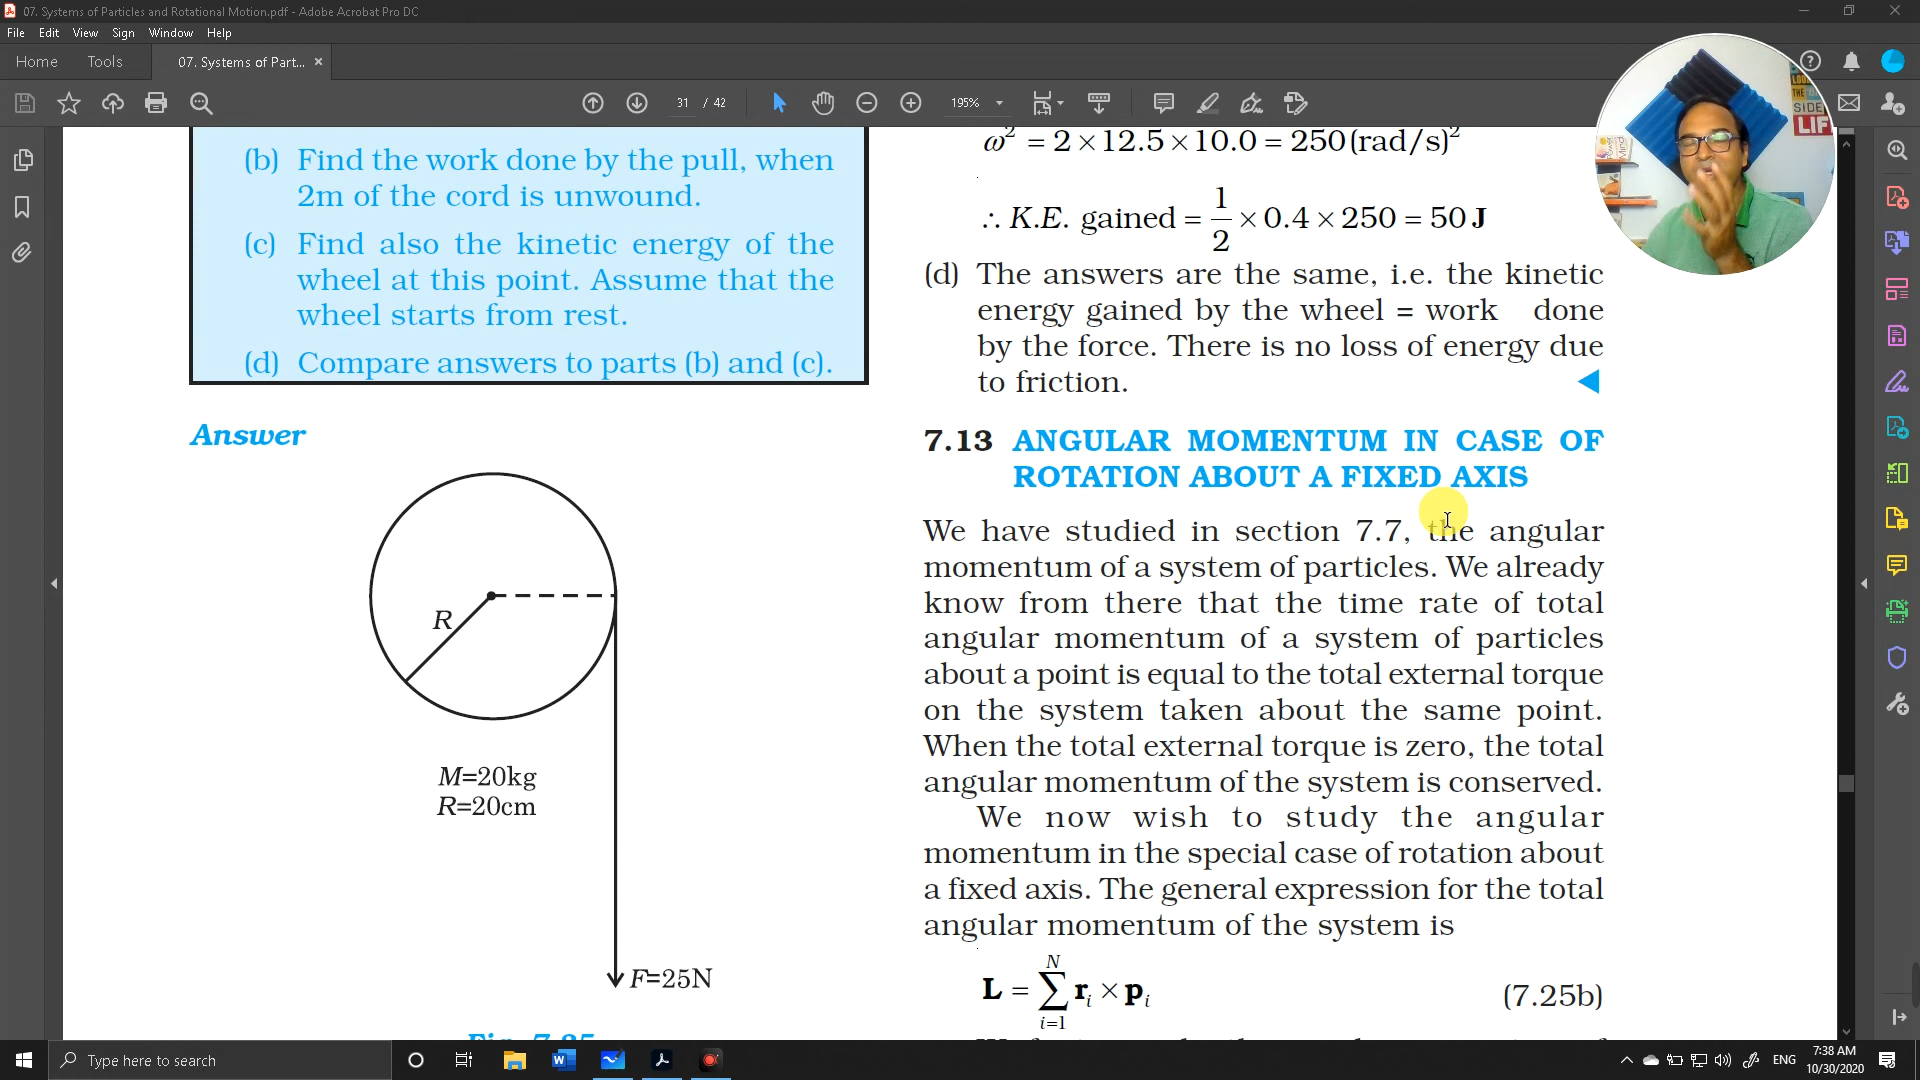 07. Systems of Particles and Rotational Motion.pdf - Adobe Acrobat Pro DC
File Edit View Sign Window Help
Home Tools 07. Systems of Part... ×
31 / 42 195%
(b) Find the work done by the pull, when
2m of the cord is unwound.
(c) Find also the kinetic energy of the
wheel at this point. Assume that the
wheel starts from rest.
(d) Compare answers to parts (b) and (c).
Answer
R
M=20kg
R=20cm
F=25N
ω² = 2 × 12.5 × 10.0 = 250 (rad/s)²
∴ K.E. gained = 1/2 × 0.4 × 250 = 50 J
(d) The answers are the same, i.e. the kinetic
energy gained by the wheel = work done
by the force. There is no loss of energy due
to friction.
7.13 ANGULAR MOMENTUM IN CASE OF
ROTATION ABOUT A FIXED AXIS
We have studied in section 7.7, the angular
momentum of a system of particles. We already
know from there that the time rate of total
angular momentum of a system of particles
about a point is equal to the total external torque
on the system taken about the same point.
When the total external torque is zero, the total
angular momentum of the system is conserved.
We now wish to study the angular
momentum in the special case of rotation about
a fixed axis. The general expression for the total
angular momentum of the system is
L = ∑ᵢ₌₁ᴺ rᵢ × pᵢ (7.25b)
SIDE
LIF
Type here to search
ENG
7:38 AM
10/30/2020